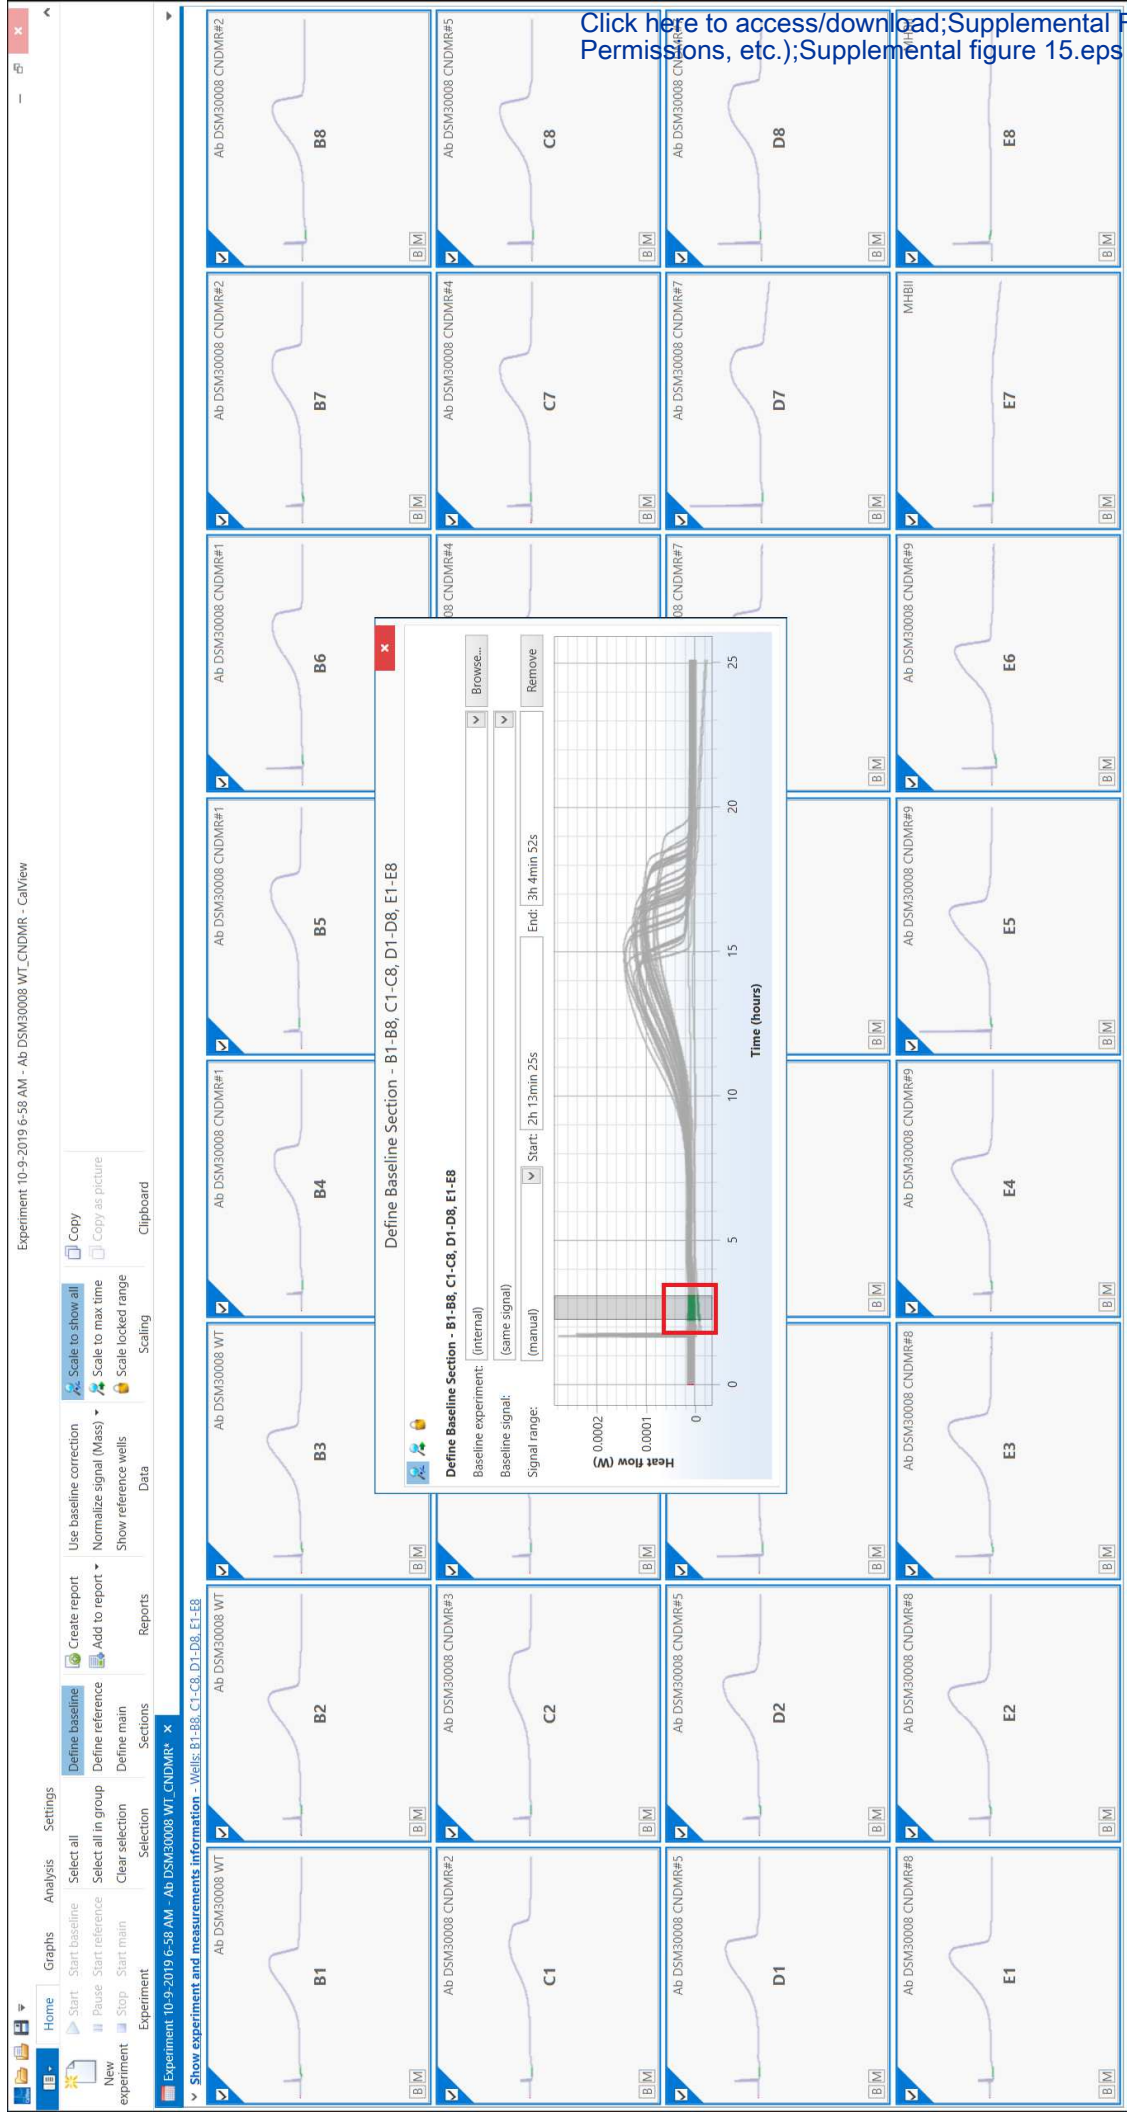 Click here to access/download;Supplemental F
Permissions, etc.);Supplemental figure 15.eps
Experiment 10-9-2019 6-58 AM - Ab DSM30008 WT_CNDMR - CalView
Home Graphs Analysis Settings
New experiment
Start Start baseline
Pause Start reference
Stop Start main
Experiment
Select all
Select all in group
Clear selection
Selection
Define baseline
Define reference
Define main
Sections
Create report
Add to report
Reports
Use baseline correction
Normalize signal (Mass)
Show reference wells
Data
Scale to show all
Scale to max time
Scale locked range
Scaling
Copy
Copy as picture
Clipboard
Experiment 10-9-2019 6-58 AM - Ab DSM30008 WT_CNDMR* ×
Show experiment and measurements information - Wells: B1-B8, C1-C8, D1-D8, E1-E8
Ab DSM30008 WT
B1
B M
Ab DSM30008 WT
B2
B M
Ab DSM30008 WT
B3
B M
Ab DSM30008 CNDMR#1
B4
Ab DSM30008 CNDMR#1
B5
Ab DSM30008 CNDMR#1
B6
Ab DSM30008 CNDMR#2
B7
B M
Ab DSM30008 CNDMR#2
B8
B M
Ab DSM30008 CNDMR#2
C1
B M
Ab DSM30008 CNDMR#3
C2
B M
B M
08 CNDMR#4
Ab DSM30008 CNDMR#4
C7
B M
Ab DSM30008 CNDMR#5
C8
B M
Ab DSM30008 CNDMR#5
D1
B M
Ab DSM30008 CNDMR#5
D2
B M
B M
B M
B M
08 CNDMR#7
B M
Ab DSM30008 CNDMR#7
D7
B M
Ab DSM30008 CNDMR
D8
B M
Ab DSM30008 CNDMR#8
E1
B M
Ab DSM30008 CNDMR#8
E2
B M
Ab DSM30008 CNDMR#8
E3
B M
Ab DSM30008 CNDMR#9
E4
B M
Ab DSM30008 CNDMR#9
E5
B M
Ab DSM30008 CNDMR#9
E6
B M
MHBII
E7
B M
E8
B M
Define Baseline Section - B1-B8, C1-C8, D1-D8, E1-E8
Define Baseline Section - B1-B8, C1-C8, D1-D8, E1-E8
Baseline experiment: (internal) Browse...
Baseline signal: (same signal)
Signal range: (manual) Start: 2h 13min 25s End: 3h 4min 52s Remove
Heat flow (W)
0.0002
0.0001
0
0 5 10 15 20 25
Time (hours)